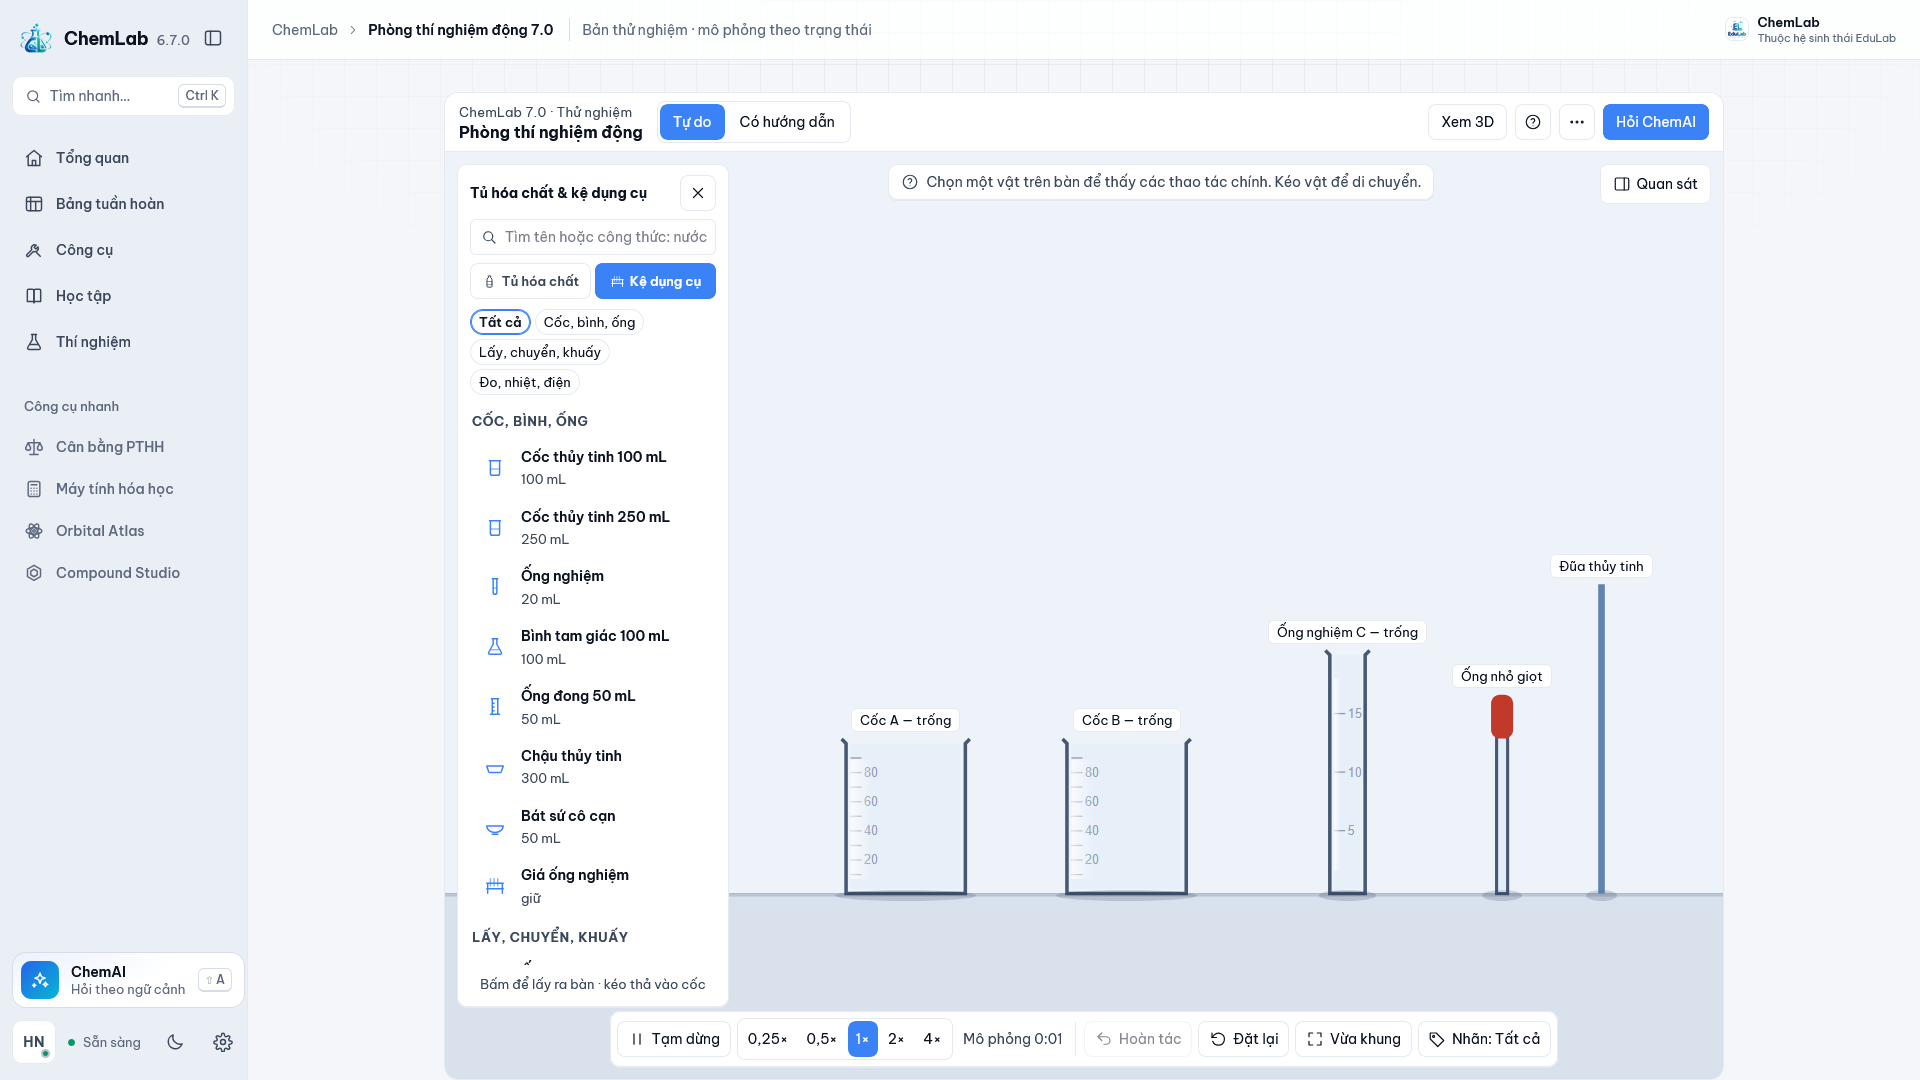 ChemLab 6.7.0
Tìm nhanh... Ctrl K
Tổng quan
Bảng tuần hoàn
Công cụ
Học tập
Thí nghiệm
Công cụ nhanh
Cân bằng PTHH
Máy tính hóa học
Orbital Atlas
Compound Studio
ChemAI
Hỏi theo ngữ cảnh
⇧ A
HN
Sẵn sàng
ChemLab > Phòng thí nghiệm động 7.0 Bản thử nghiệm · mô phỏng theo trạng thái
ChemLab
Thuộc hệ sinh thái EduLab
EduLab
ChemLab 7.0 · Thử nghiệm
Phòng thí nghiệm động
Tự do Có hướng dẫn
Xem 3D
Hỏi ChemAI
Tủ hóa chất & kệ dụng cụ
Tìm tên hoặc công thức: nước
Tủ hóa chất Kệ dụng cụ
Tất cả Cốc, bình, ống
Lấy, chuyển, khuấy
Đo, nhiệt, điện
CỐC, BÌNH, ỐNG
Cốc thủy tinh 100 mL
100 mL
Cốc thủy tinh 250 mL
250 mL
Ống nghiệm
20 mL
Bình tam giác 100 mL
100 mL
Ống đong 50 mL
50 mL
Chậu thủy tinh
300 mL
Bát sứ cô cạn
50 mL
Giá ống nghiệm
giữ
LẤY, CHUYỂN, KHUẤY
Bấm để lấy ra bàn · kéo thả vào cốc
Chọn một vật trên bàn để thấy các thao tác chính. Kéo vật để di chuyển.
Quan sát
Cốc A — trống
80
60
40
20
Cốc B — trống
80
60
40
20
Ống nghiệm C — trống
15
10
5
Ống nhỏ giọt
Đũa thủy tinh
Tạm dừng 0,25× 0,5× 1× 2× 4× Mô phỏng 0:01 Hoàn tác Đặt lại Vừa khung Nhãn: Tất cả